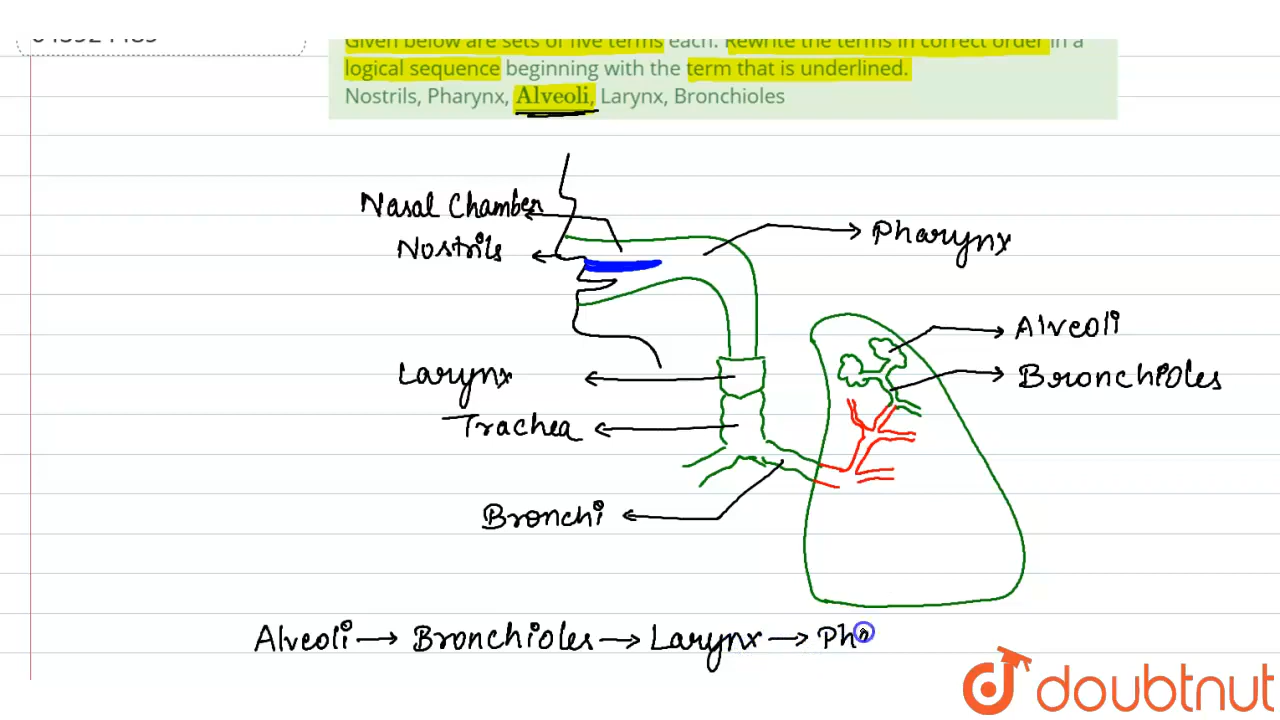 Given below are sets of five terms each. Rewrite the terms in correct order in a
logical sequence beginning with the term that is underlined.
Nostrils, Pharynx, Alveoli, Larynx, Bronchioles
Nasal Chamber
Nostrils
Pharynx
Alveoli
Larynx
Bronchioles
Trachea
Bronchi
Alveoli → Bronchioles → Larynx → Pha
doubtnut